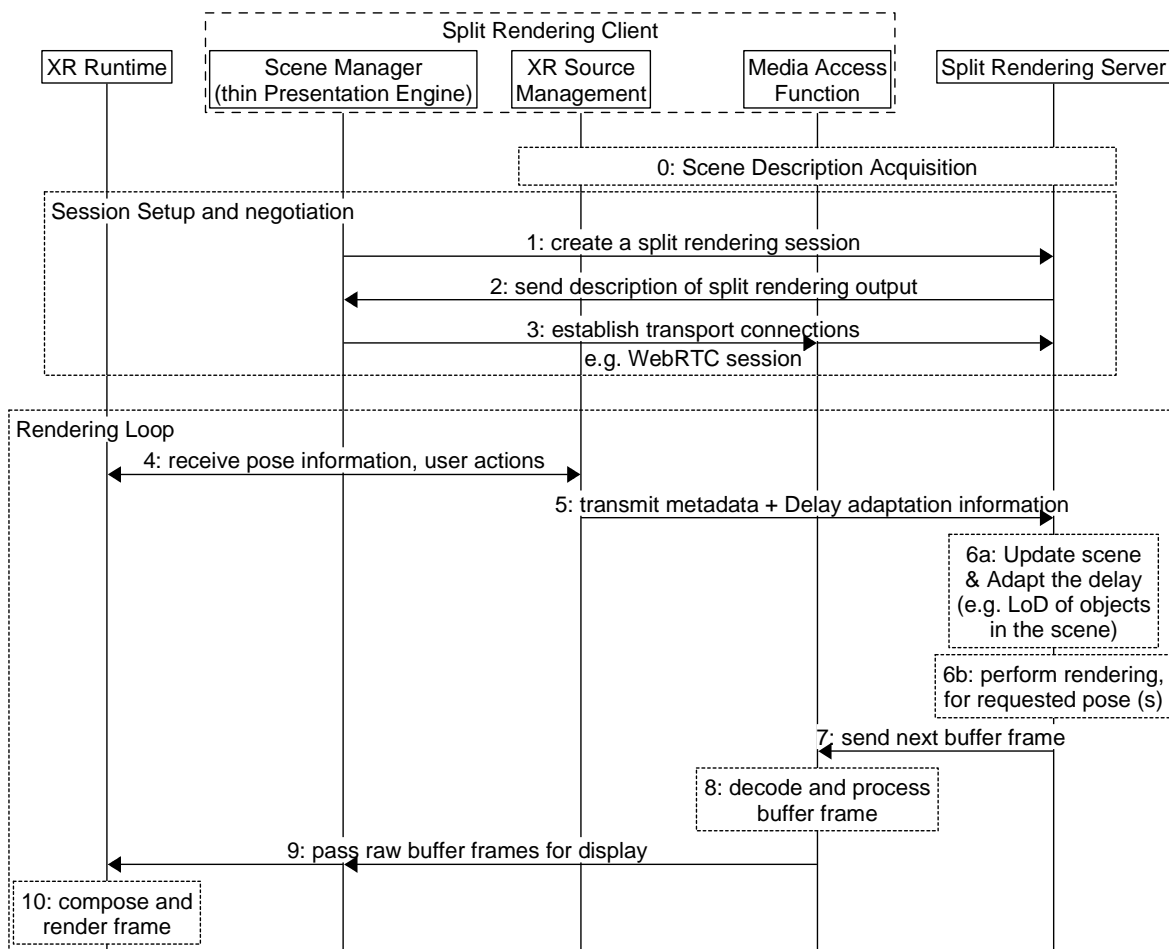 Split Rendering Client
XR Runtime
Scene Manager
(thin Presentation Engine)
XR Source
Management
Media Access
Function
Split Rendering Server
0: Scene Description Acquisition
Session Setup and negotiation
1: create a split rendering session
2: send description of split rendering output
3: establish transport connections
e.g. WebRTC session
Rendering Loop
4: receive pose information, user actions
5: transmit metadata + Delay adaptation information
6a: Update scene
& Adapt the delay
(e.g. LoD of objects
in the scene)
6b: perform rendering,
for requested pose (s)
7: send next buffer frame
8: decode and process
buffer frame
9: pass raw buffer frames for display
10: compose and
render frame